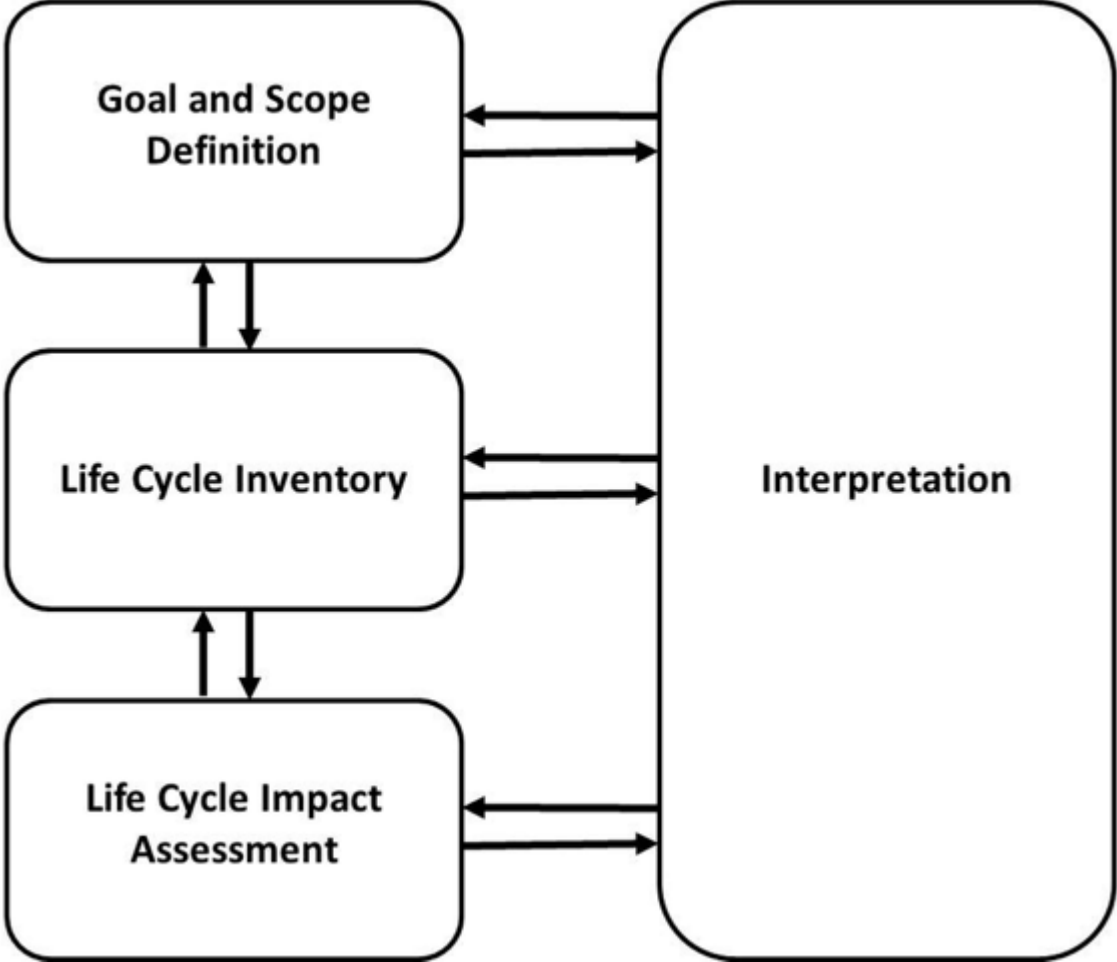 Goal and Scope
Definition
Life Cycle Inventory
Interpretation
Life Cycle Impact
Assessment